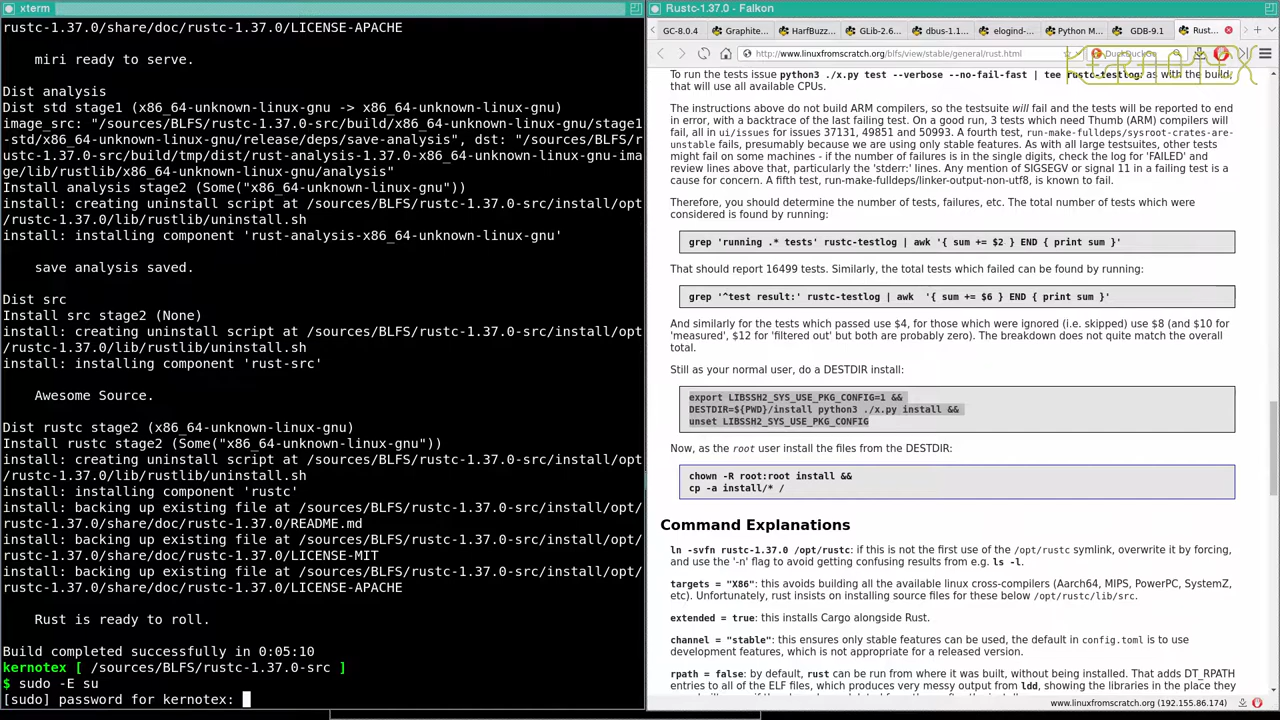 xterm
rustc-1.37.0/share/doc/rustc-1.37.0/LICENSE-APACHE
miri ready to serve.
Dist analysis
Dist std stage1 (x86_64-unknown-linux-gnu -> x86_64-unknown-linux-gnu)
image_src: "/sources/BLFS/rustc-1.37.0-src/build/x86_64-unknown-linux-gnu/stage1
-std/x86_64-unknown-linux-gnu/release/deps/save-analysis", dst: "/sources/BLFS/r
ustc-1.37.0-src/build/tmp/dist/rust-analysis-1.37.0-x86_64-unknown-linux-gnu-ima
ge/lib/rustlib/x86_64-unknown-linux-gnu/analysis"
Install analysis stage2 (Some("x86_64-unknown-linux-gnu"))
install: creating uninstall script at /sources/BLFS/rustc-1.37.0-src/install/opt
/rustc-1.37.0/lib/rustlib/uninstall.sh
install: installing component 'rust-analysis-x86_64-unknown-linux-gnu'
save analysis saved.
Dist src
Install src stage2 (None)
install: creating uninstall script at /sources/BLFS/rustc-1.37.0-src/install/opt
/rustc-1.37.0/lib/rustlib/uninstall.sh
install: installing component 'rust-src'
Awesome Source.
Dist rustc stage2 (x86_64-unknown-linux-gnu)
Install rustc stage2 (Some("x86_64-unknown-linux-gnu"))
install: creating uninstall script at /sources/BLFS/rustc-1.37.0-src/install/opt
/rustc-1.37.0/lib/rustlib/uninstall.sh
install: installing component 'rustc'
install: backing up existing file at /sources/BLFS/rustc-1.37.0-src/install/opt/
rustc-1.37.0/share/doc/rustc-1.37.0/README.md
install: backing up existing file at /sources/BLFS/rustc-1.37.0-src/install/opt/
rustc-1.37.0/share/doc/rustc-1.37.0/LICENSE-MIT
install: backing up existing file at /sources/BLFS/rustc-1.37.0-src/install/opt/
rustc-1.37.0/share/doc/rustc-1.37.0/LICENSE-APACHE
Rust is ready to roll.
Build completed successfully in 0:05:10
kernotex [ /sources/BLFS/rustc-1.37.0-src ]
$ sudo -E su
[sudo] password for kernotex:
Rustc-1.37.0 - Falkon
GC-8.0.4 Graphite... HarfBuzz... GLib-2.6... dbus-1.1... elogind-... Python M... GDB-9.1 Rust...
http://www.linuxfromscratch.org/blfs/view/stable/general/rust.html DuckDuckGo
KERNOTEX
To run the tests issue python3 ./x.py test --verbose --no-fail-fast | tee rustc-testlog: as with the build,
that will use all available CPUs.
The instructions above do not build ARM compilers, so the testsuite will fail and the tests will be reported to end
in error, with a backtrace of the last failing test. On a good run, 3 tests which need Thumb (ARM) compilers will
fail, all in ui/issues for issues 37131, 49851 and 50993. A fourth test, run-make-fulldeps/sysroot-crates-are-
unstable fails, presumably because we are using only stable features. As with all large testsuites, other tests
might fail on some machines - if the number of failures is in the single digits, check the log for 'FAILED' and
review lines above that, particularly the 'stderr:' lines. Any mention of SIGSEGV or signal 11 in a failing test is a
cause for concern. A fifth test, run-make-fulldeps/linker-output-non-utf8, is known to fail.
Therefore, you should determine the number of tests, failures, etc. The total number of tests which were
considered is found by running:
grep 'running .* tests' rustc-testlog | awk '{ sum += $2 } END { print sum }'
That should report 16499 tests. Similarly, the total tests which failed can be found by running:
grep '^test result:' rustc-testlog | awk  '{ sum += $6 } END { print sum }'
And similarly for the tests which passed use $4, for those which were ignored (i.e. skipped) use $8 (and $10 for
'measured', $12 for 'filtered out' but both are probably zero). The breakdown does not quite match the overall
total.
Still as your normal user, do a DESTDIR install:
export LIBSSH2_SYS_USE_PKG_CONFIG=1 &&
DESTDIR=${PWD}/install python3 ./x.py install &&
unset LIBSSH2_SYS_USE_PKG_CONFIG
Now, as the root user install the files from the DESTDIR:
chown -R root:root install &&
cp -a install/* /
Command Explanations
ln -svfn rustc-1.37.0 /opt/rustc: if this is not the first use of the /opt/rustc symlink, overwrite it by forcing,
and use the '-n' flag to avoid getting confusing results from e.g. ls -l.
targets = "X86": this avoids building all the available linux cross-compilers (Aarch64, MIPS, PowerPC, SystemZ,
etc). Unfortunately, rust insists on installing source files for these below /opt/rustc/lib/src.
extended = true: this installs Cargo alongside Rust.
channel = "stable": this ensures only stable features can be used, the default in config.toml is to use
development features, which is not appropriate for a released version.
rpath = false: by default, rust can be run from where it was built, without being installed. That adds DT_RPATH
entries to all of the ELF files, which produces very messy output from ldd, showing the libraries in the place they
www.linuxfromscratch.org (192.155.86.174)